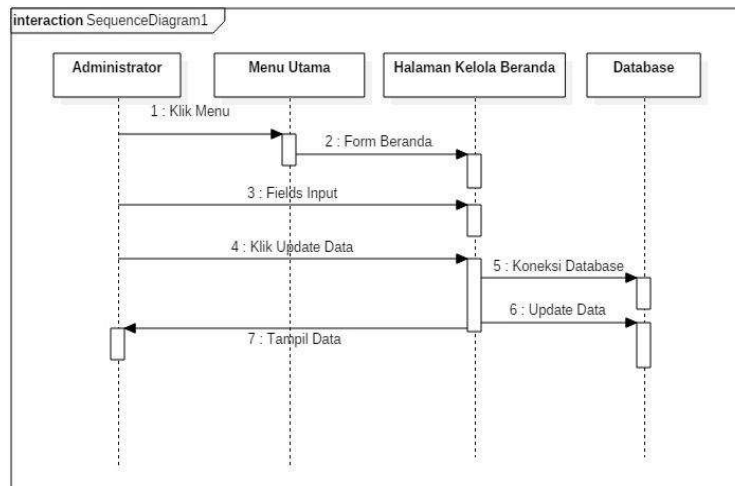 interaction SequenceDiagram1
Administrator
Menu Utama
Halaman Kelola Beranda
Database
1 : Klik Menu
2 : Form Beranda
3 : Fields Input
4 : Klik Update Data
5 : Koneksi Database
6 : Update Data
7 : Tampil Data